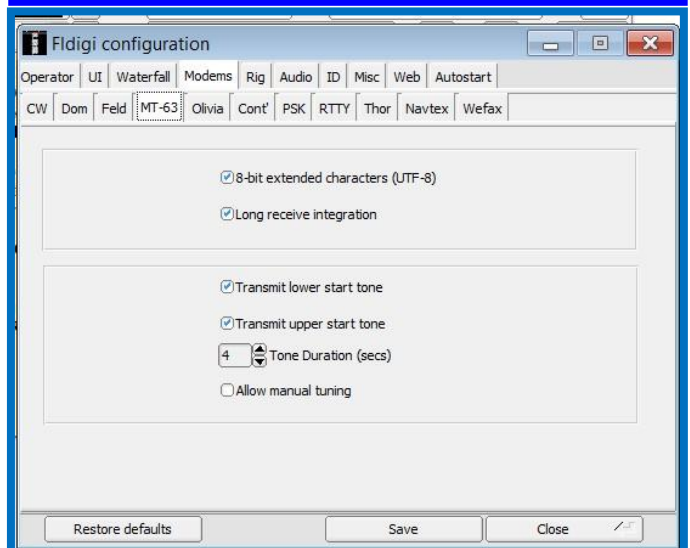 Fldigi configuration
Operator UI Waterfall Modems Rig Audio ID Misc Web Autostart
CW Dom Feld MT-63 Olivia Cont' PSK RTTY Thor Navtex Wefax
8-bit extended characters (UTF-8)
Long receive integration
Transmit lower start tone
Transmit upper start tone
4 Tone Duration (secs)
Allow manual tuning
Restore defaults Save Close